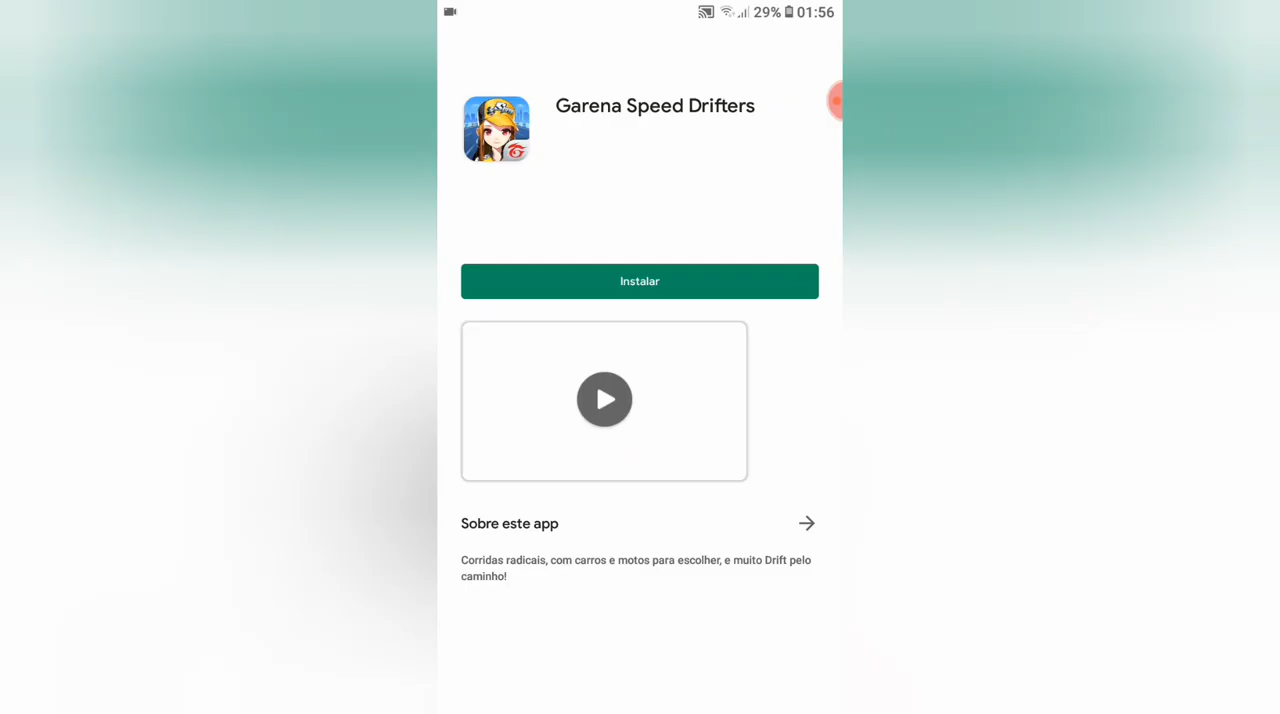 29% 01:56
Garena Speed Drifters
Instalar
Sobre este app
Corridas radicais, com carros e motos para escolher, e muito Drift pelo
caminho!